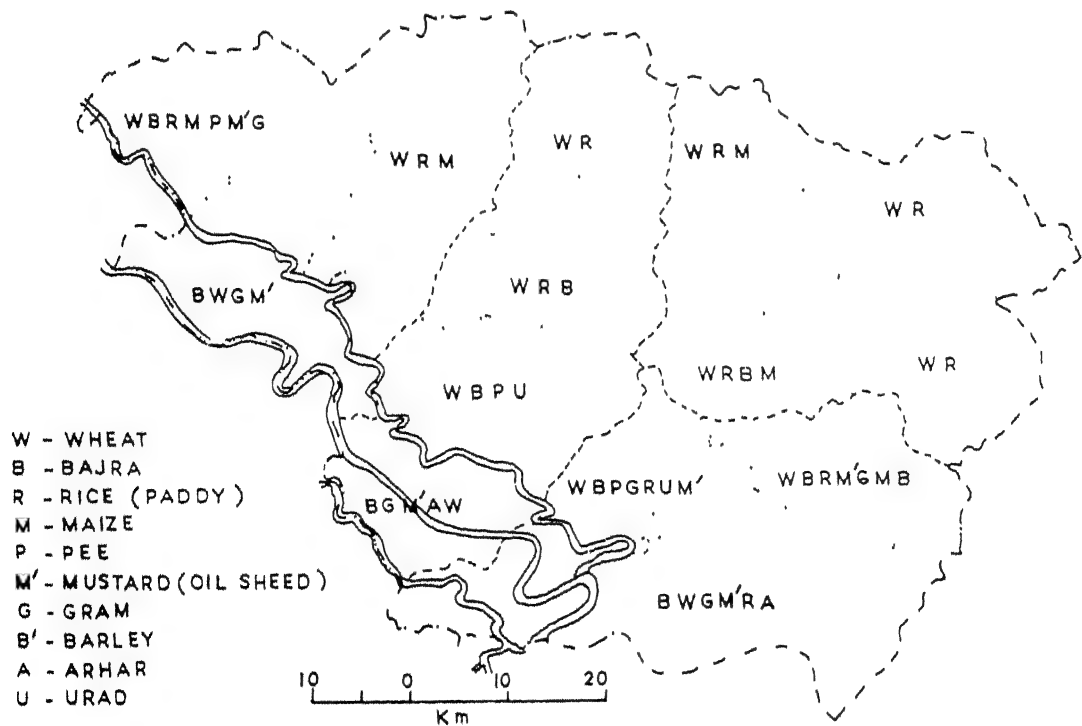 WBRMPM'G
WRM
WR
WRM
WR
BWGM'
WRB
WBPU
WRBM
WR
WBPGRUM'
WBRM'GMB
BGM'AW
BWGM'RA
W - WHEAT
B - BAJRA
R - RICE (PADDY)
M - MAIZE
P - PEE
M' - MUSTARD (OIL SHEED)
G - GRAM
B' - BARLEY
A - ARHAR
U - URAD
10 0 10 20
Km